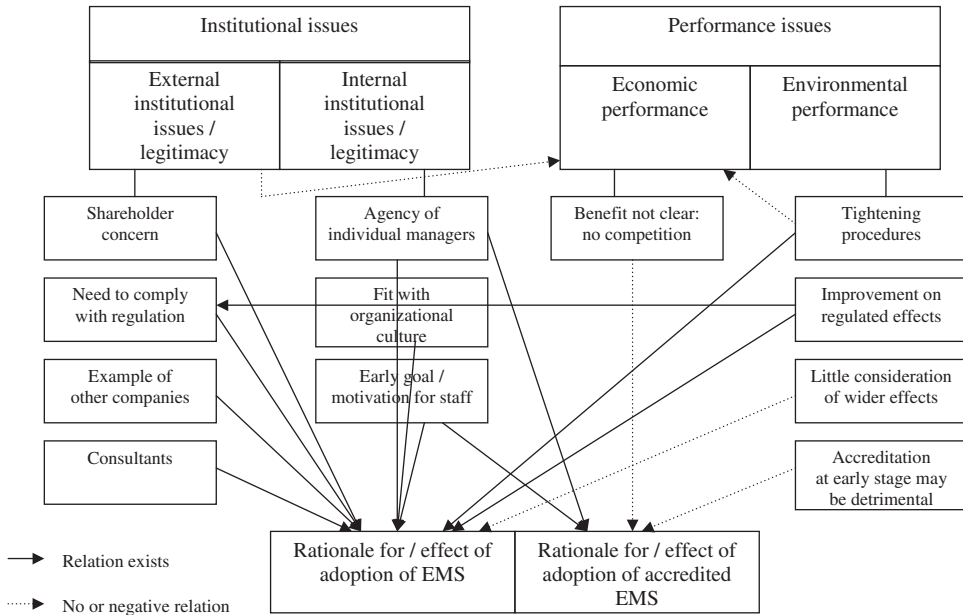 Institutional issues
Performance issues
External
institutional
issues /
legitimacy
Internal
institutional
issues /
legitimacy
Economic
performance
Environmental
performance
Shareholder
concern
Agency of
individual managers
Benefit not clear:
no competition
Tightening
procedures
Need to comply
with regulation
Fit with
organizational
culture
Improvement on
regulated effects
Example of
other companies
Early goal /
motivation for staff
Little consideration
of wider effects
Consultants
Accreditation
at early stage may
be detrimental
Rationale for / effect of
adoption of EMS
Rationale for / effect of
adoption of accredited
EMS
Relation exists
No or negative relation